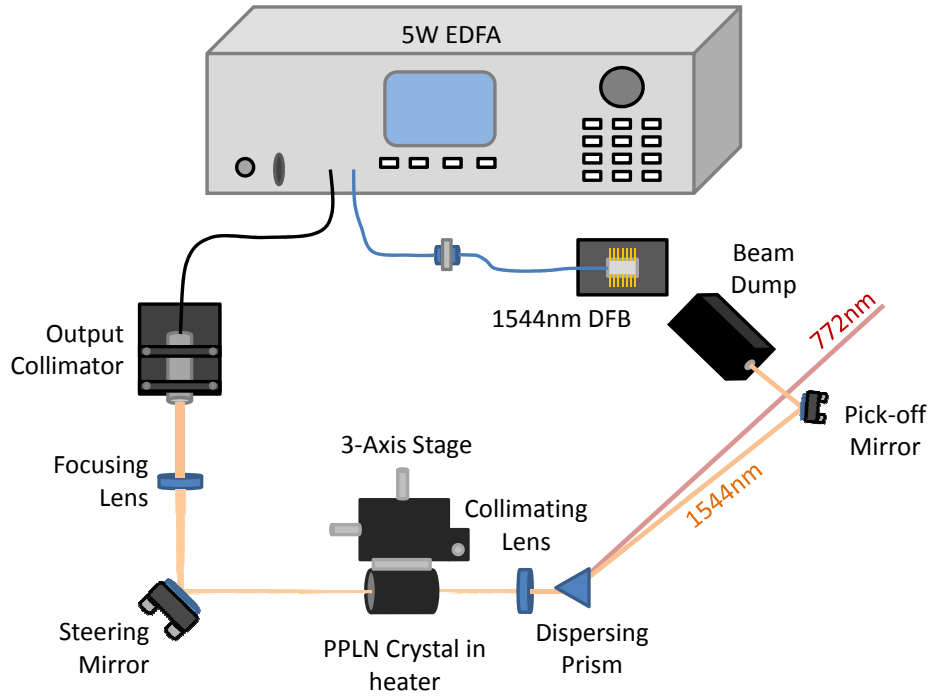 5W EDFA
Beam
Dump
1544nm DFB
772nm
Output
Collimator
Pick-off
Mirror
3-Axis Stage
Focusing
Lens
1544nm
Collimating
Lens
Steering
Mirror
PPLN Crystal in
heater
Dispersing
Prism